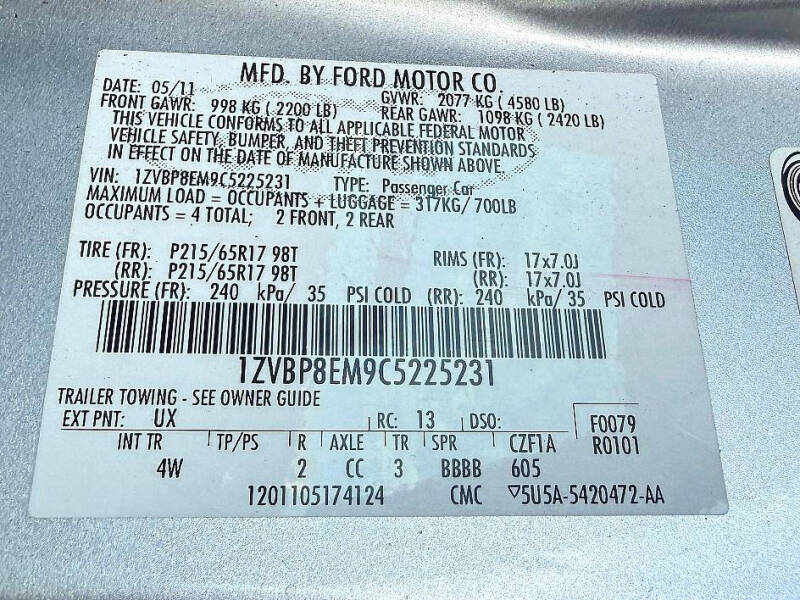 MFD. BY FORD MOTOR CO.
DATE: 05/11 GVWR: 2077 KG ( 4580 LB)
FRONT GAWR: 998 KG ( 2200 LB) REAR GAWR: 1098 KG ( 2420 LB)
THIS VEHICLE CONFORMS TO ALL APPLICABLE FEDERAL MOTOR
VEHICLE SAFETY, BUMPER, AND THEFT PREVENTION STANDARDS
IN EFFECT ON THE DATE OF MANUFACTURE SHOWN ABOVE.
VIN: 1ZVBP8EM9C5225231 TYPE: Passenger Car
MAXIMUM LOAD = OCCUPANTS + LUGGAGE = 317KG/ 700LB
OCCUPANTS = 4 TOTAL; 2 FRONT, 2 REAR
TIRE (FR): P215/65R17 98T RIMS (FR): 17x7.0J
(RR): P215/65R17 98T (RR): 17x7.0J
PRESSURE (FR): 240 kPa/ 35 PSI COLD (RR): 240 kPa/ 35 PSI COLD
1ZVBP8EM9C5225231
TRAILER TOWING - SEE OWNER GUIDE
EXT PNT: UX RC: 13 DSO: F0079
INT TR TP/PS R AXLE TR SPR CZF1A R0101
4W 2 CC 3 BBBB 605
1201105174124 CMC ▽5U5A-5420472-AA